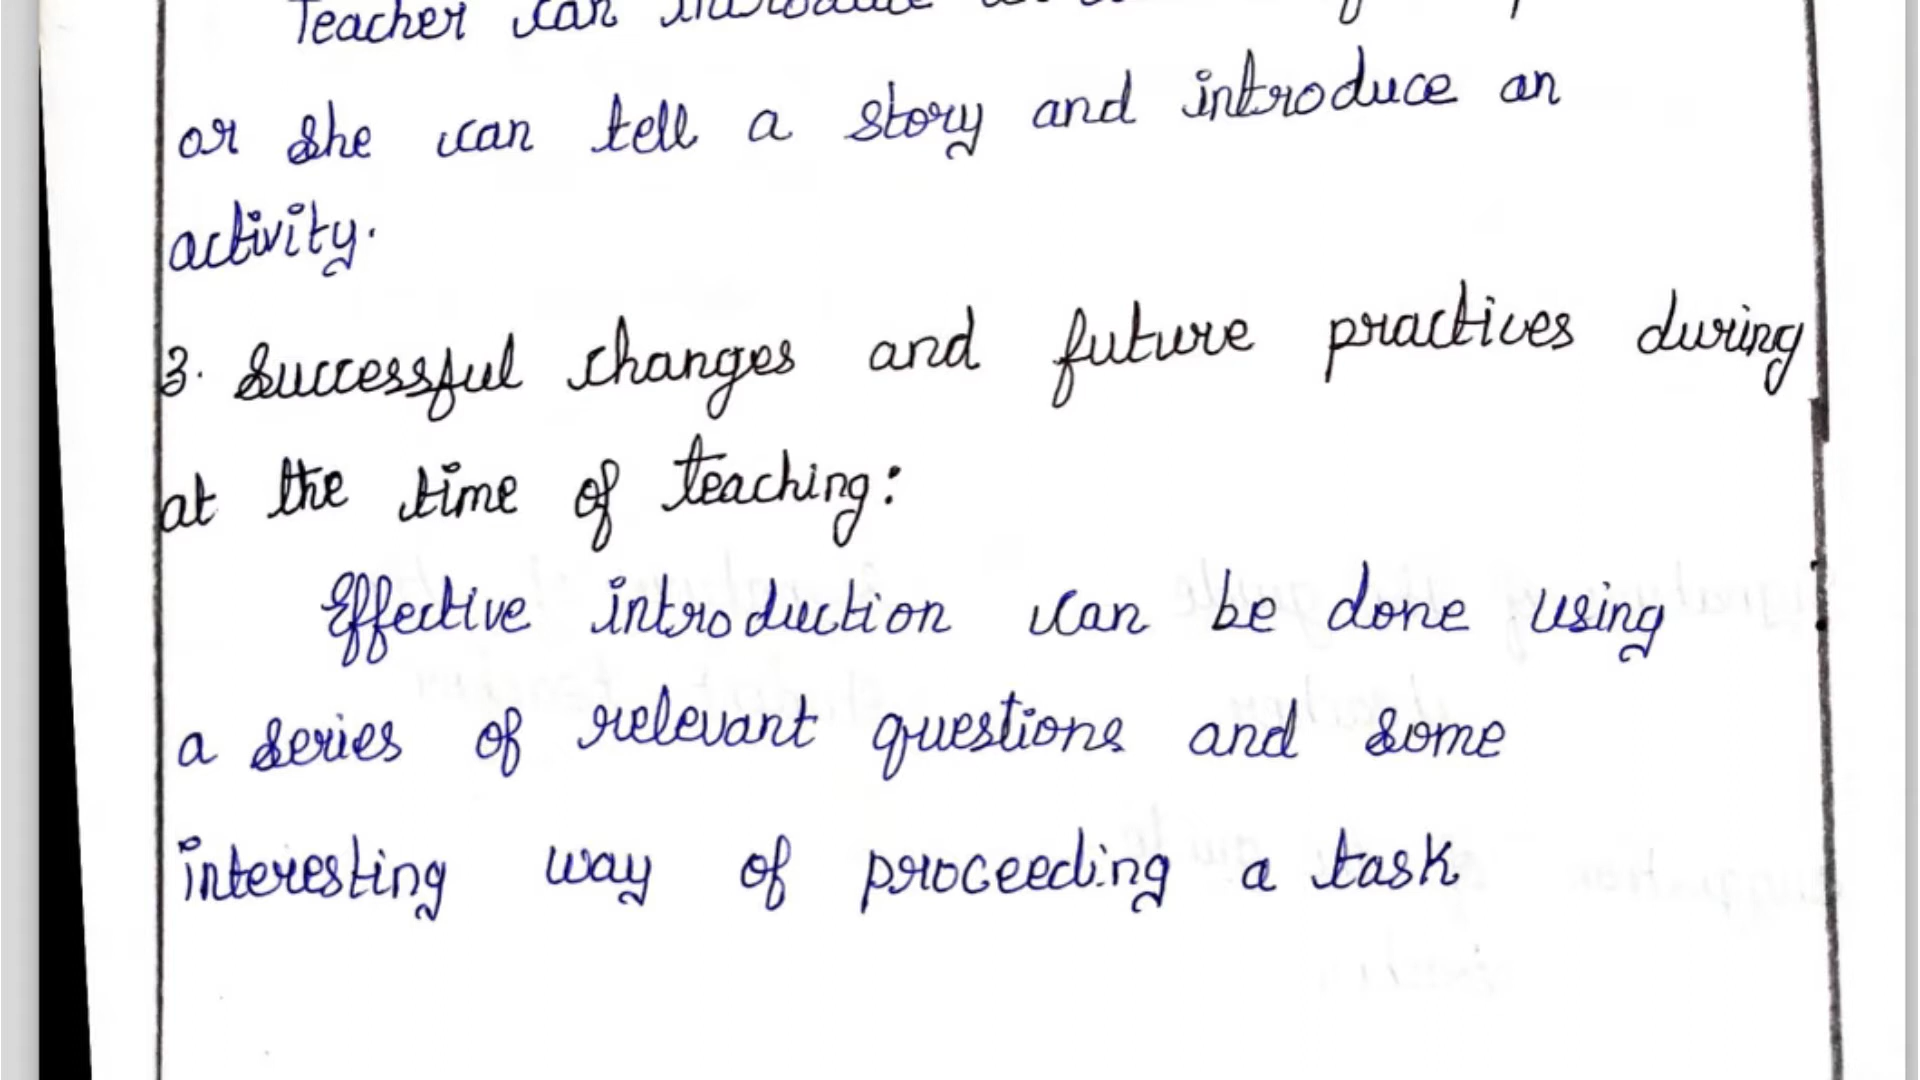 Teacher can introduce
or she can tell a story and introduce an
activity.
3. Successful changes and future practices during
at the time of teaching:
Effective introduction can be done using
a series of relevant questions and some
interesting way of proceeding a task